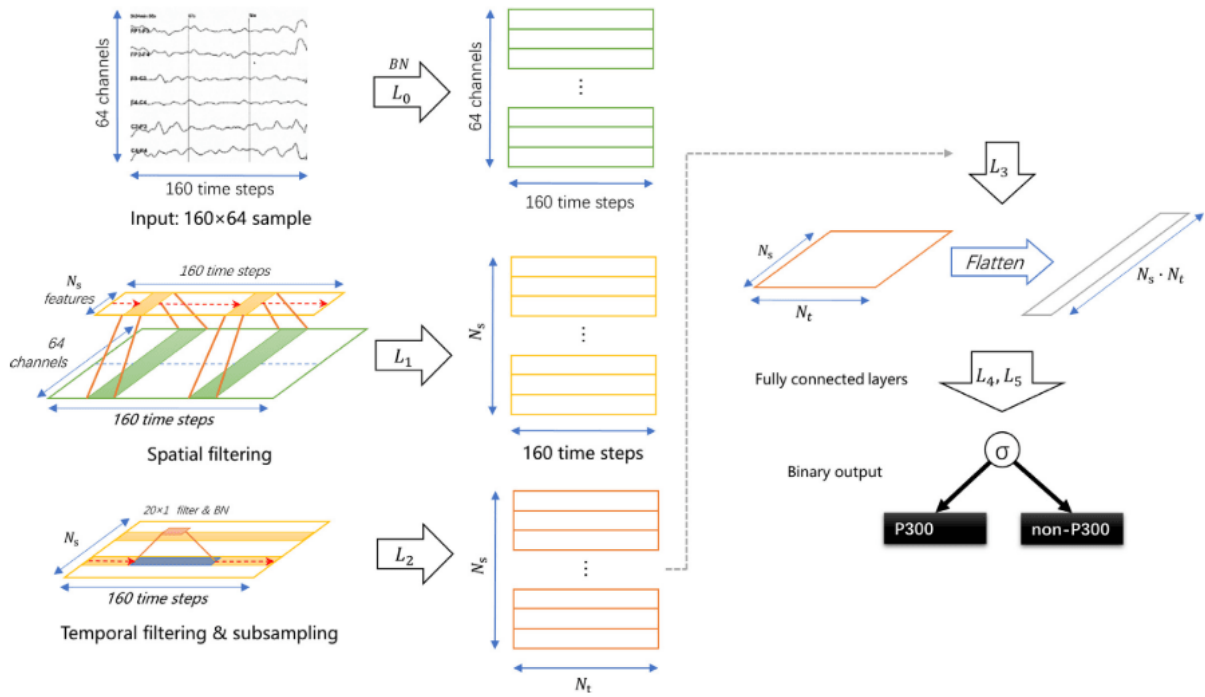 64 channels
160 time steps
Input: 160×64 sample
BN
L₀
64 channels
⋮
160 time steps
160 time steps
Nₛ
features
64
channels
160 time steps
Spatial filtering
L₁
Nₛ
⋮
160 time steps
20×1 filter & BN
Nₛ
160 time steps
Temporal filtering & subsampling
L₂
Nₛ
⋮
Nₜ
L₃
Nₛ
Nₜ
Flatten
Nₛ · Nₜ
Fully connected layers
L₄, L₅
σ
Binary output
P300
non-P300